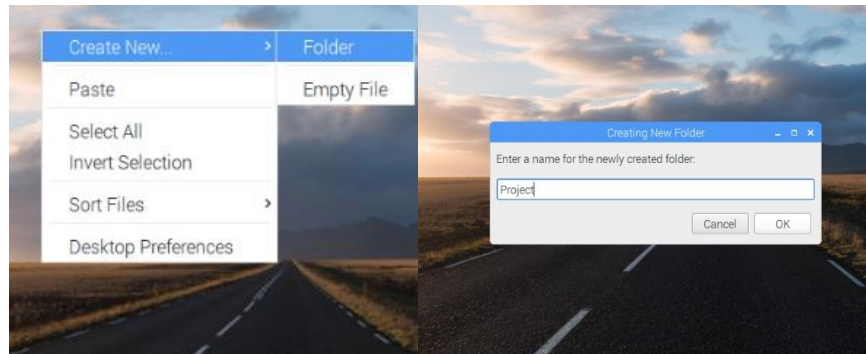 Create New...
Folder
Paste
Empty File
Select All
Invert Selection
Sort Files
Desktop Preferences
Creating New Folder
Enter a name for the newly created folder:
Project
Cancel
OK